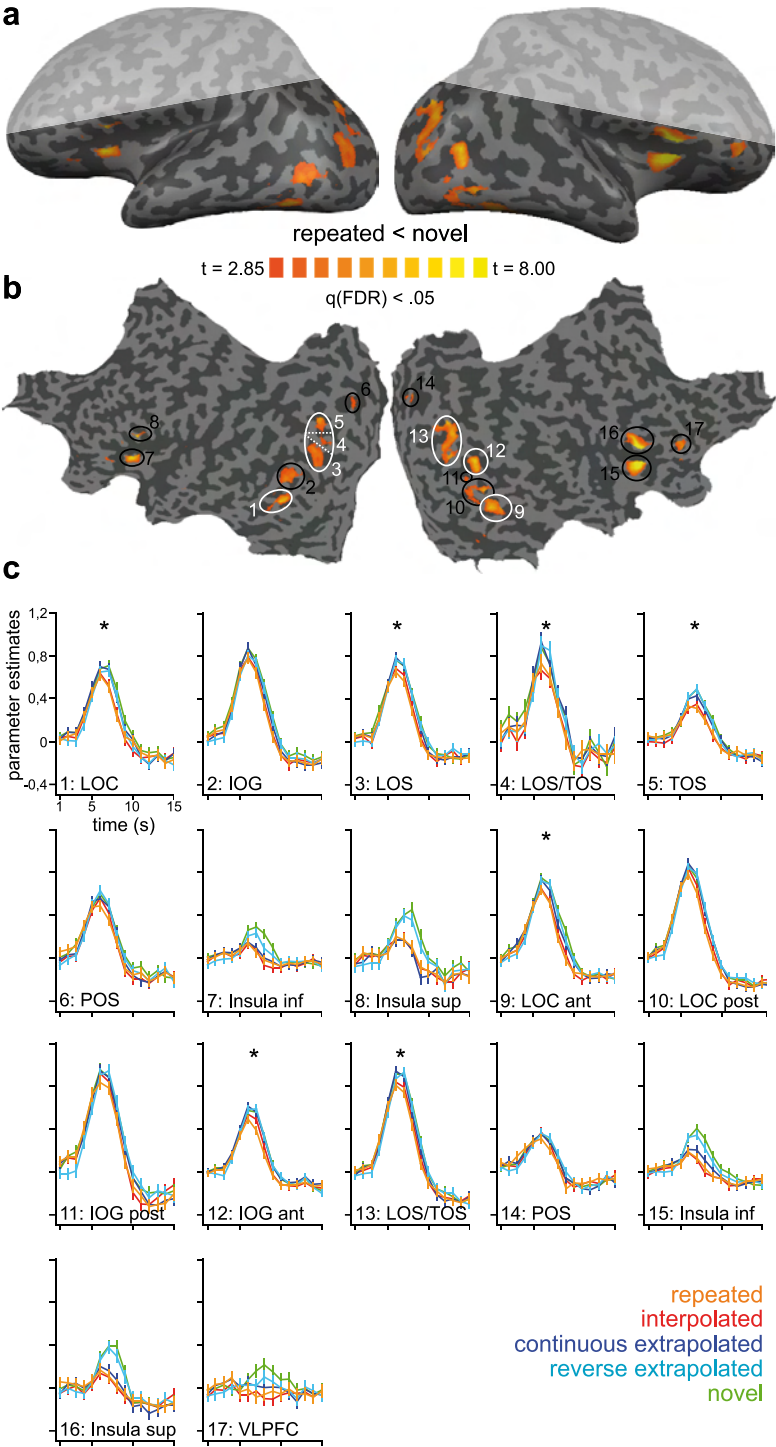 a
repeated < novel
t = 2.85 t = 8.00
q(FDR) < .05
b
6
14
8
5
13
16
17
4
12
7
3
15
2
11
10
1
9
c
parameter estimates
1,2
0,8
0,4
0
-0,4
1
5
10
15
time (s)
*
1: LOC
2: IOG
*
3: LOS
*
4: LOS/TOS
*
5: TOS
6: POS
7: Insula inf
8: Insula sup
*
9: LOC ant
10: LOC post
11: IOG post
*
12: IOG ant
*
13: LOS/TOS
14: POS
15: Insula inf
16: Insula sup
17: VLPFC
repeated
interpolated
continuous extrapolated
reverse extrapolated
novel